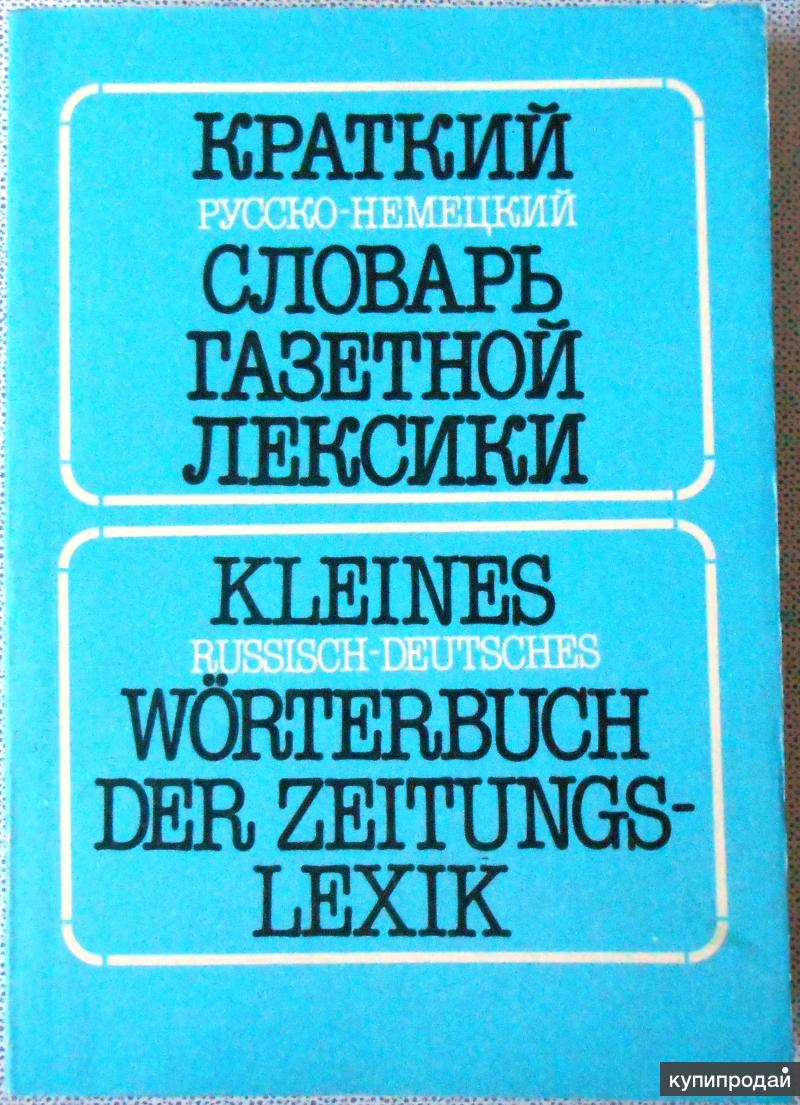 КРАТКИЙ
РУССКО-НЕМЕЦКИЙ
СЛОВАРЬ
ГАЗЕТНОЙ
ЛЕКСИКИ
KLEINES
RUSSISCH-DEUTSCHES
WÖRTERBUCH
DER ZEITUNGS-
LEXIK
купипродай